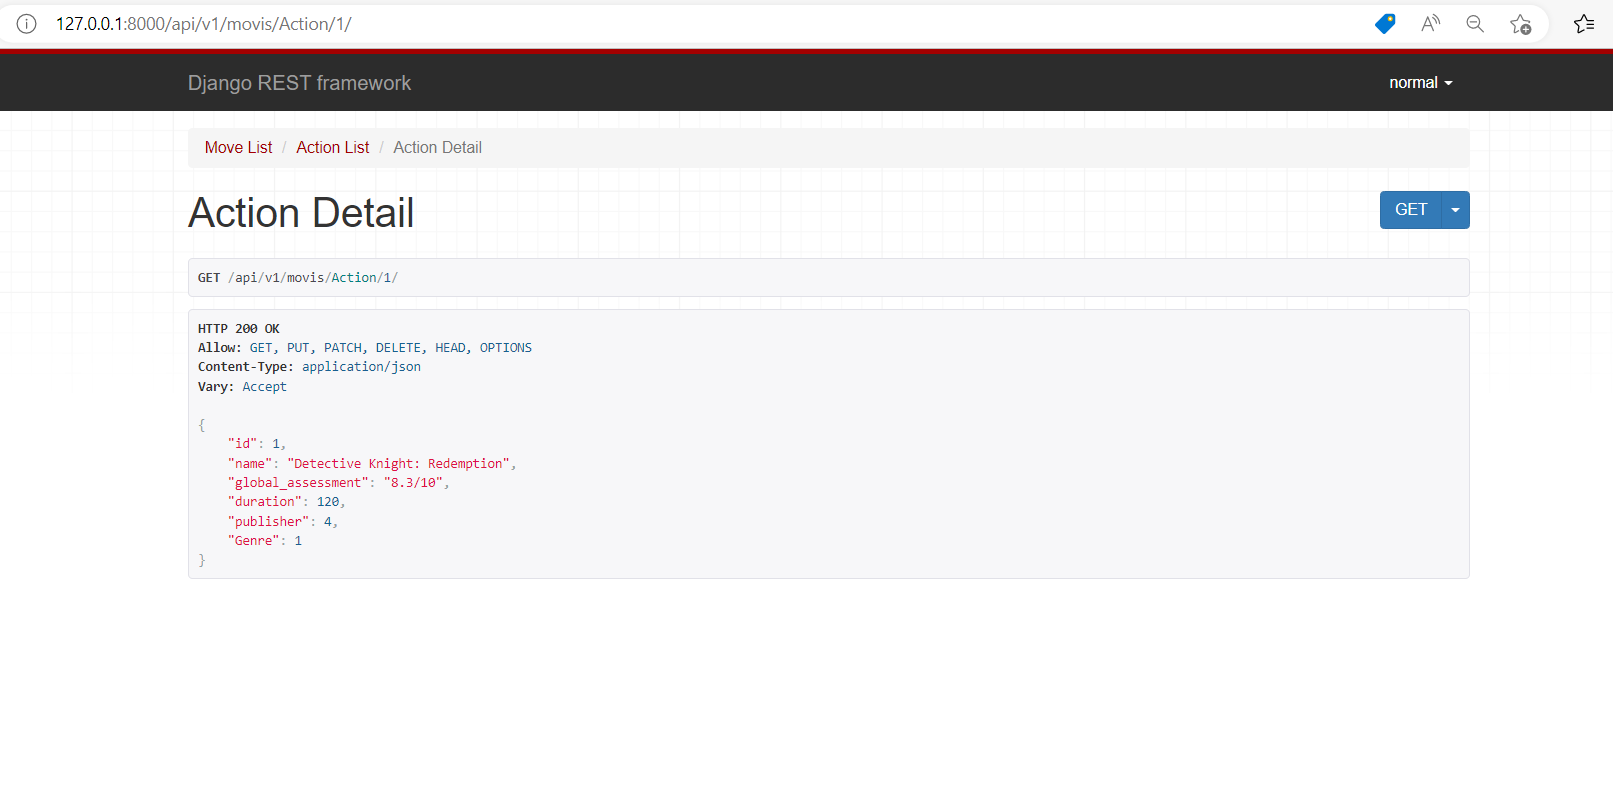 127.0.0.1:8000/api/v1/movis/Action/1/
Django REST framework
normal
Move List / Action List / Action Detail
Action Detail
GET
GET /api/v1/movis/Action/1/
HTTP 200 OK
Allow: GET, PUT, PATCH, DELETE, HEAD, OPTIONS
Content-Type: application/json
Vary: Accept
{
    "id": 1,
    "name": "Detective Knight: Redemption",
    "global_assessment": "8.3/10",
    "duration": 120,
    "publisher": 4,
    "Genre": 1
}